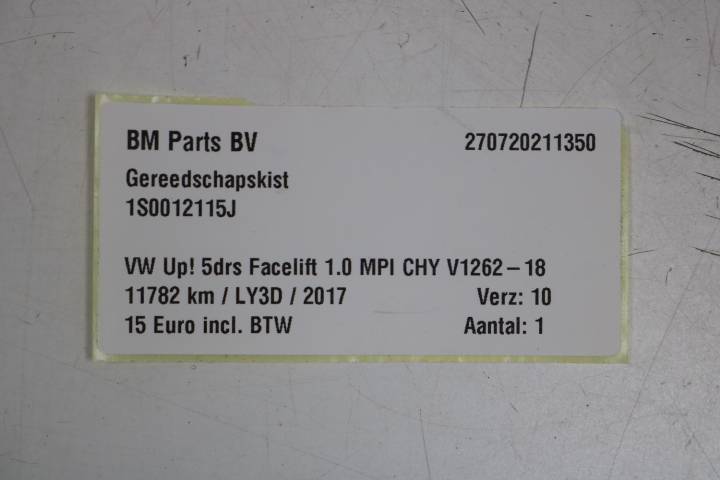 BM Parts BV 270720211350
Gereedschapskist
1S0012115J
VW Up! 5drs Facelift 1.0 MPI CHY V1262-18
11782 km / LY3D / 2017 Verz: 10
15 Euro incl. BTW Aantal: 1